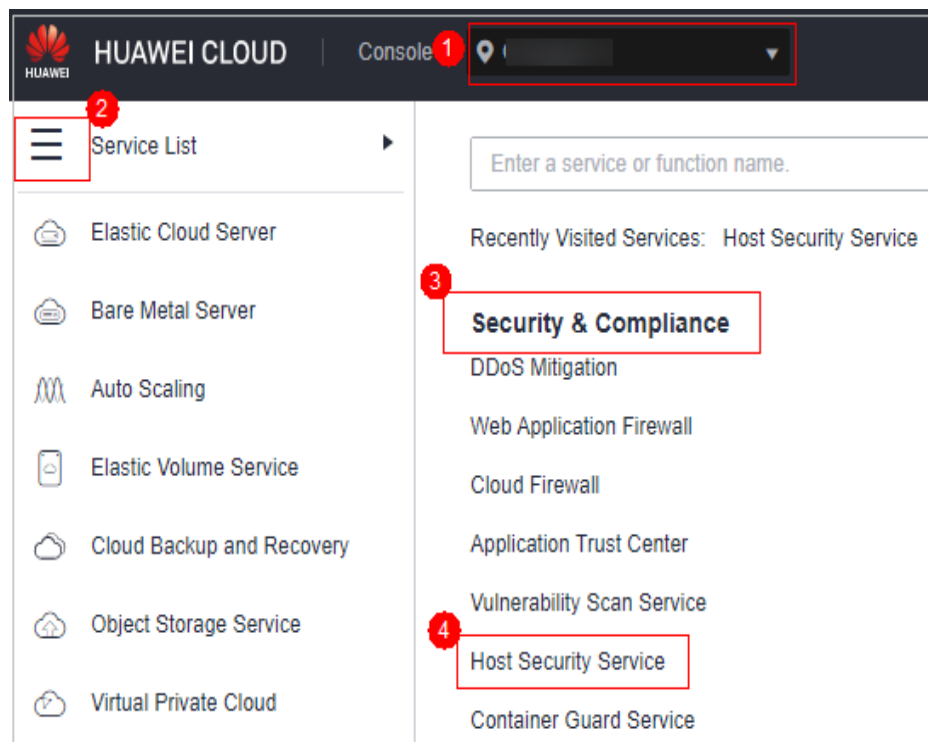 HUAWEI
HUAWEI CLOUD
Console
1
2
Service List
Elastic Cloud Server
Bare Metal Server
Auto Scaling
Elastic Volume Service
Cloud Backup and Recovery
Object Storage Service
Virtual Private Cloud
Enter a service or function name.
Recently Visited Services: Host Security Service
3
Security & Compliance
DDoS Mitigation
Web Application Firewall
Cloud Firewall
Application Trust Center
Vulnerability Scan Service
4
Host Security Service
Container Guard Service